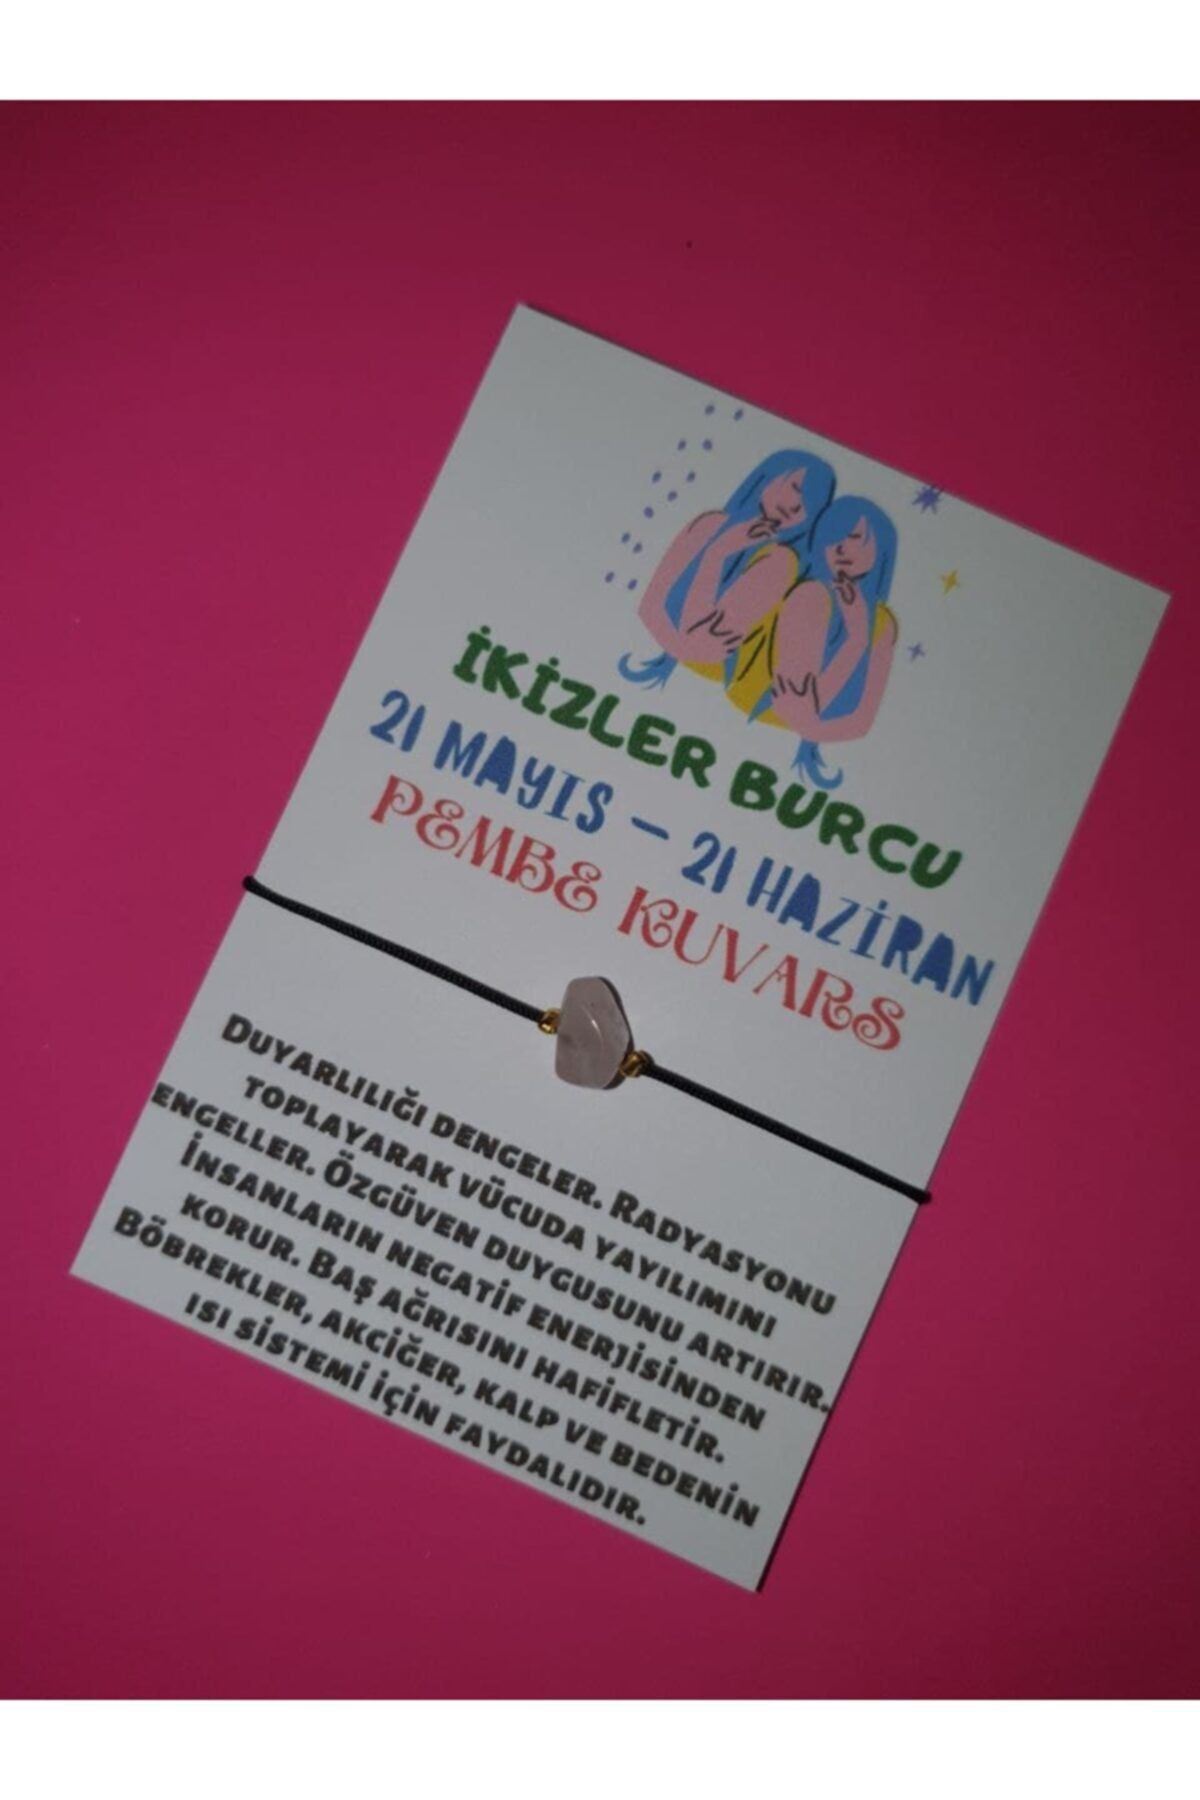 İKİZLER BURCU
21 MAYIS - 21 HAZİRAN
PEMBE KUVARS
DUYARLILIĞI DENGELER. RADYASYONU
TOPLAYARAK VÜCUDA YAYILIMINI
ENGELLER. ÖZGÜVEN DUYGUSUNU ARTIRIR.
İNSANLARIN NEGATİF ENERJİSİNDEN
KORUR. BAŞ AĞRISINI HAFİFLETİR.
BÖBREKLER, AKCİĞER, KALP VE BEDENİN
ISI SİSTEMİ İÇİN FAYDALIDIR.